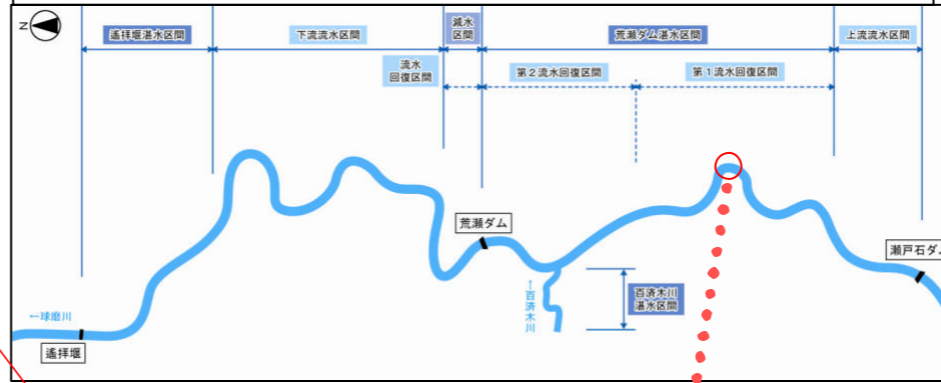 N
遙拝堰湛水区間
下流流水区間
減水
区間
荒瀬ダム湛水区間
上流流水区間
流水
回復区間
第2流水回復区間
第1流水回復区間
荒瀬ダム
瀬戸石ダム
←百済木川
百済木川
湛水区間
←球磨川
遙拝堰